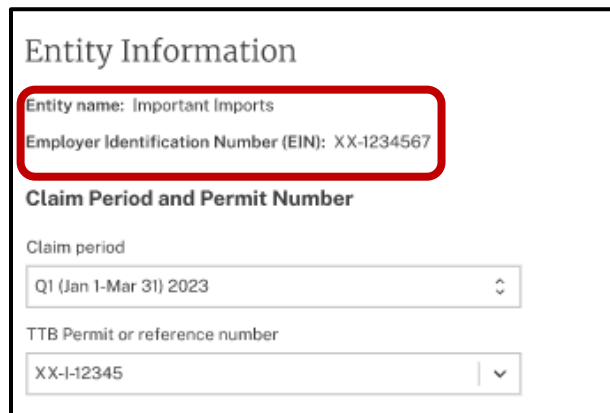 Entity Information
Entity name: Important Imports
Employer Identification Number (EIN): XX-1234567
Claim Period and Permit Number
Claim period
Q1 (Jan 1-Mar 31) 2023
TTB Permit or reference number
XX-I-12345